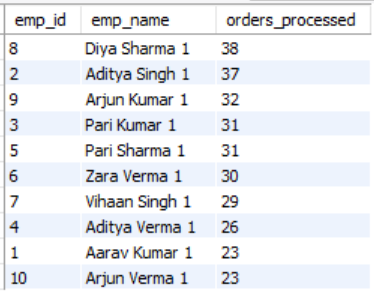 emp_id emp_name orders_processed
8 Diya Sharma 1 38
2 Aditya Singh 1 37
9 Arjun Kumar 1 32
3 Pari Kumar 1 31
5 Pari Sharma 1 31
6 Zara Verma 1 30
7 Vihaan Singh 1 29
4 Aditya Verma 1 26
1 Aarav Kumar 1 23
10 Arjun Verma 1 23